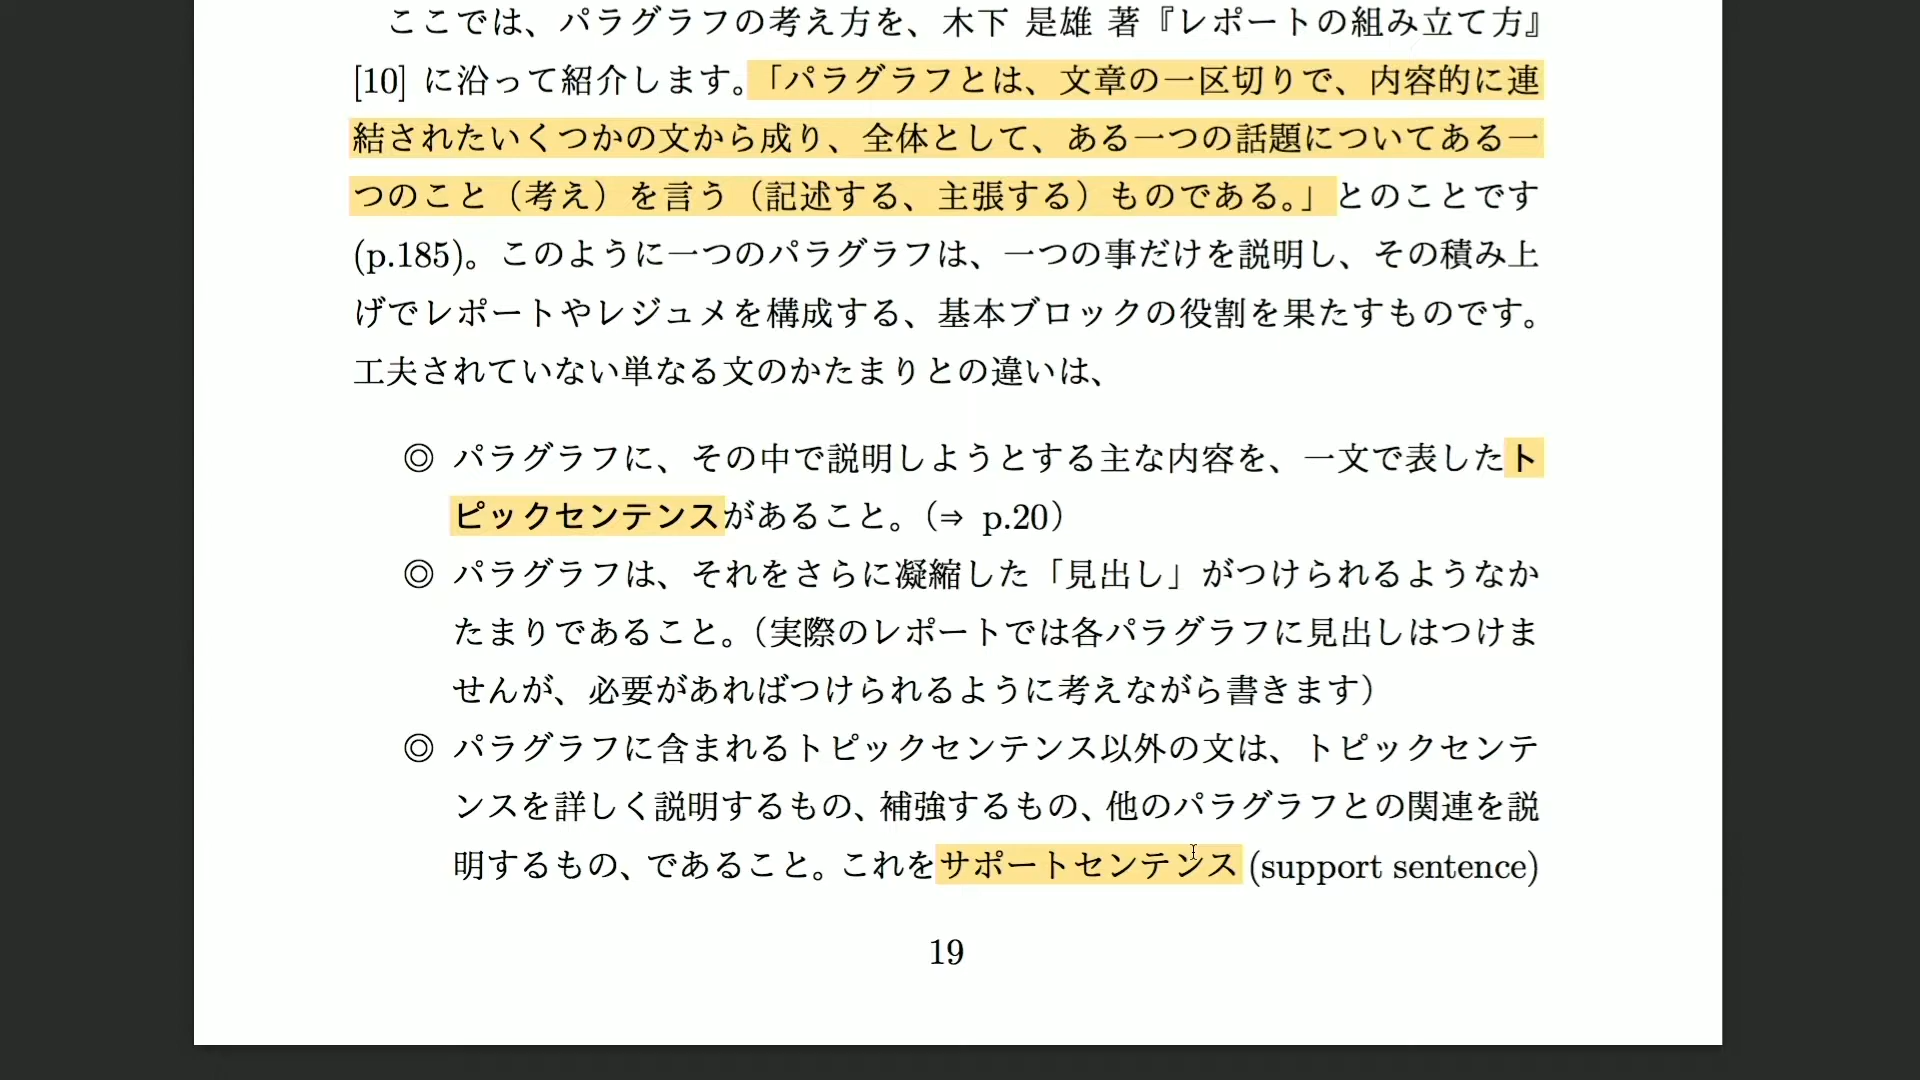 ここでは、パラグラフの考え方を、木下 是雄 著『レポートの組み立て方』
[10] に沿って紹介します。「パラグラフとは、文章の一区切りで、内容的に連
結されたいくつかの文から成り、全体として、ある一つの話題についてある一
つのこと（考え）を言う（記述する、主張する）ものである。」とのことです
(p.185)。このように一つのパラグラフは、一つの事だけを説明し、その積み上
げでレポートやレジュメを構成する、基本ブロックの役割を果たすものです。
工夫されていない単なる文のかたまりとの違いは、
◎ パラグラフに、その中で説明しようとする主な内容を、一文で表したト
ピックセンテンスがあること。（⇒ p.20）
◎ パラグラフは、それをさらに凝縮した「見出し」がつけられるようなか
たまりであること。（実際のレポートでは各パラグラフに見出しはつけま
せんが、必要があればつけられるように考えながら書きます）
◎ パラグラフに含まれるトピックセンテンス以外の文は、トピックセンテ
ンスを詳しく説明するもの、補強するもの、他のパラグラフとの関連を説
明するもの、であること。これをサポートセンテンス (support sentence)
19